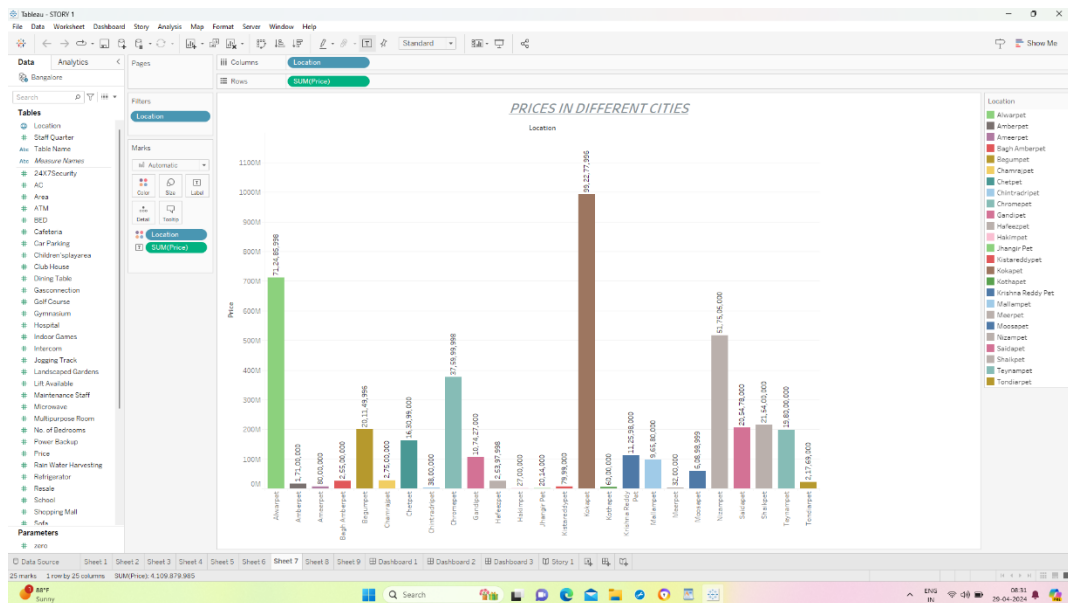 Tableau - STORY 1
File Data Worksheet Dashboard Story Analysis Map Format Server Window Help
Standard
Show Me
Data Analytics
Bangalore
Search
Tables
Location
Staff Quarter
Abc Table Name
Abc Measure Names
24X7Security
AC
Area
ATM
BED
Cafeteria
Car Parking
Children'splayarea
Club House
Dining Table
Gasconnection
Golf Course
Gymnasium
Hospital
Indoor Games
Intercom
Jogging Track
Landscaped Gardens
Lift Available
Maintenance Staff
Microwave
Multipurpose Room
No. of Bedrooms
Power Backup
Price
Rain Water Harvesting
Refrigerator
Resale
School
Shopping Mall
Sofa
Parameters
zero
Pages
Filters
Location
Marks
Automatic
Color Size Label
Detail Tooltip
Location
SUM(Price)
Columns Location
Rows SUM(Price)
PRICES IN DIFFERENT CITIES
Location
Price
1100M
1000M
900M
800M
700M
600M
500M
400M
300M
200M
100M
0M
71,24,85,998
1,71,06,000
80,00,000
2,55,00,000
20,11,49,996
2,75,00,000
16,30,99,000
38,00,000
37,69,99,998
10,74,27,000
2,53,97,998
27,00,000
20,14,000
79,99,000
99,22,77,996
60,00,000
11,25,98,000
9,65,80,000
32,00,000
6,08,98,999
51,75,06,000
20,54,78,000
21,54,00,000
19,80,00,000
2,17,69,000
Alwarpet
Amberpet
Ameerpet
Bagh Amberpet
Begumpet
Chamrajpet
Chetpet
Chintradripet
Chromepet
Gandipet
Hafeezpet
Hakimpet
Jhangir Pet
Kistareddypet
Kokapet
Kothapet
Krishna Reddy
Pet
Mallampet
Meerpet
Moosapet
Nizampet
Saidapet
Shaikpet
Teynampet
Tondiarpet
Location
Alwarpet
Amberpet
Ameerpet
Bagh Amberpet
Begumpet
Chamrajpet
Chetpet
Chintradripet
Chromepet
Gandipet
Hafeezpet
Hakimpet
Jhangir Pet
Kistareddypet
Kokapet
Kothapet
Krishna Reddy Pet
Mallampet
Meerpet
Moosapet
Nizampet
Saidapet
Shaikpet
Teynampet
Tondiarpet
Data Source Sheet 1 Sheet 2 Sheet 3 Sheet 4 Sheet 5 Sheet 6 Sheet 7 Sheet 8 Sheet 9 Dashboard 1 Dashboard 2 Dashboard 3 Story 1
25 marks 1 row by 25 columns SUM(Price): 4,109,879,985
88°F
Sunny
Search
ENG
IN
08:31
29-04-2024